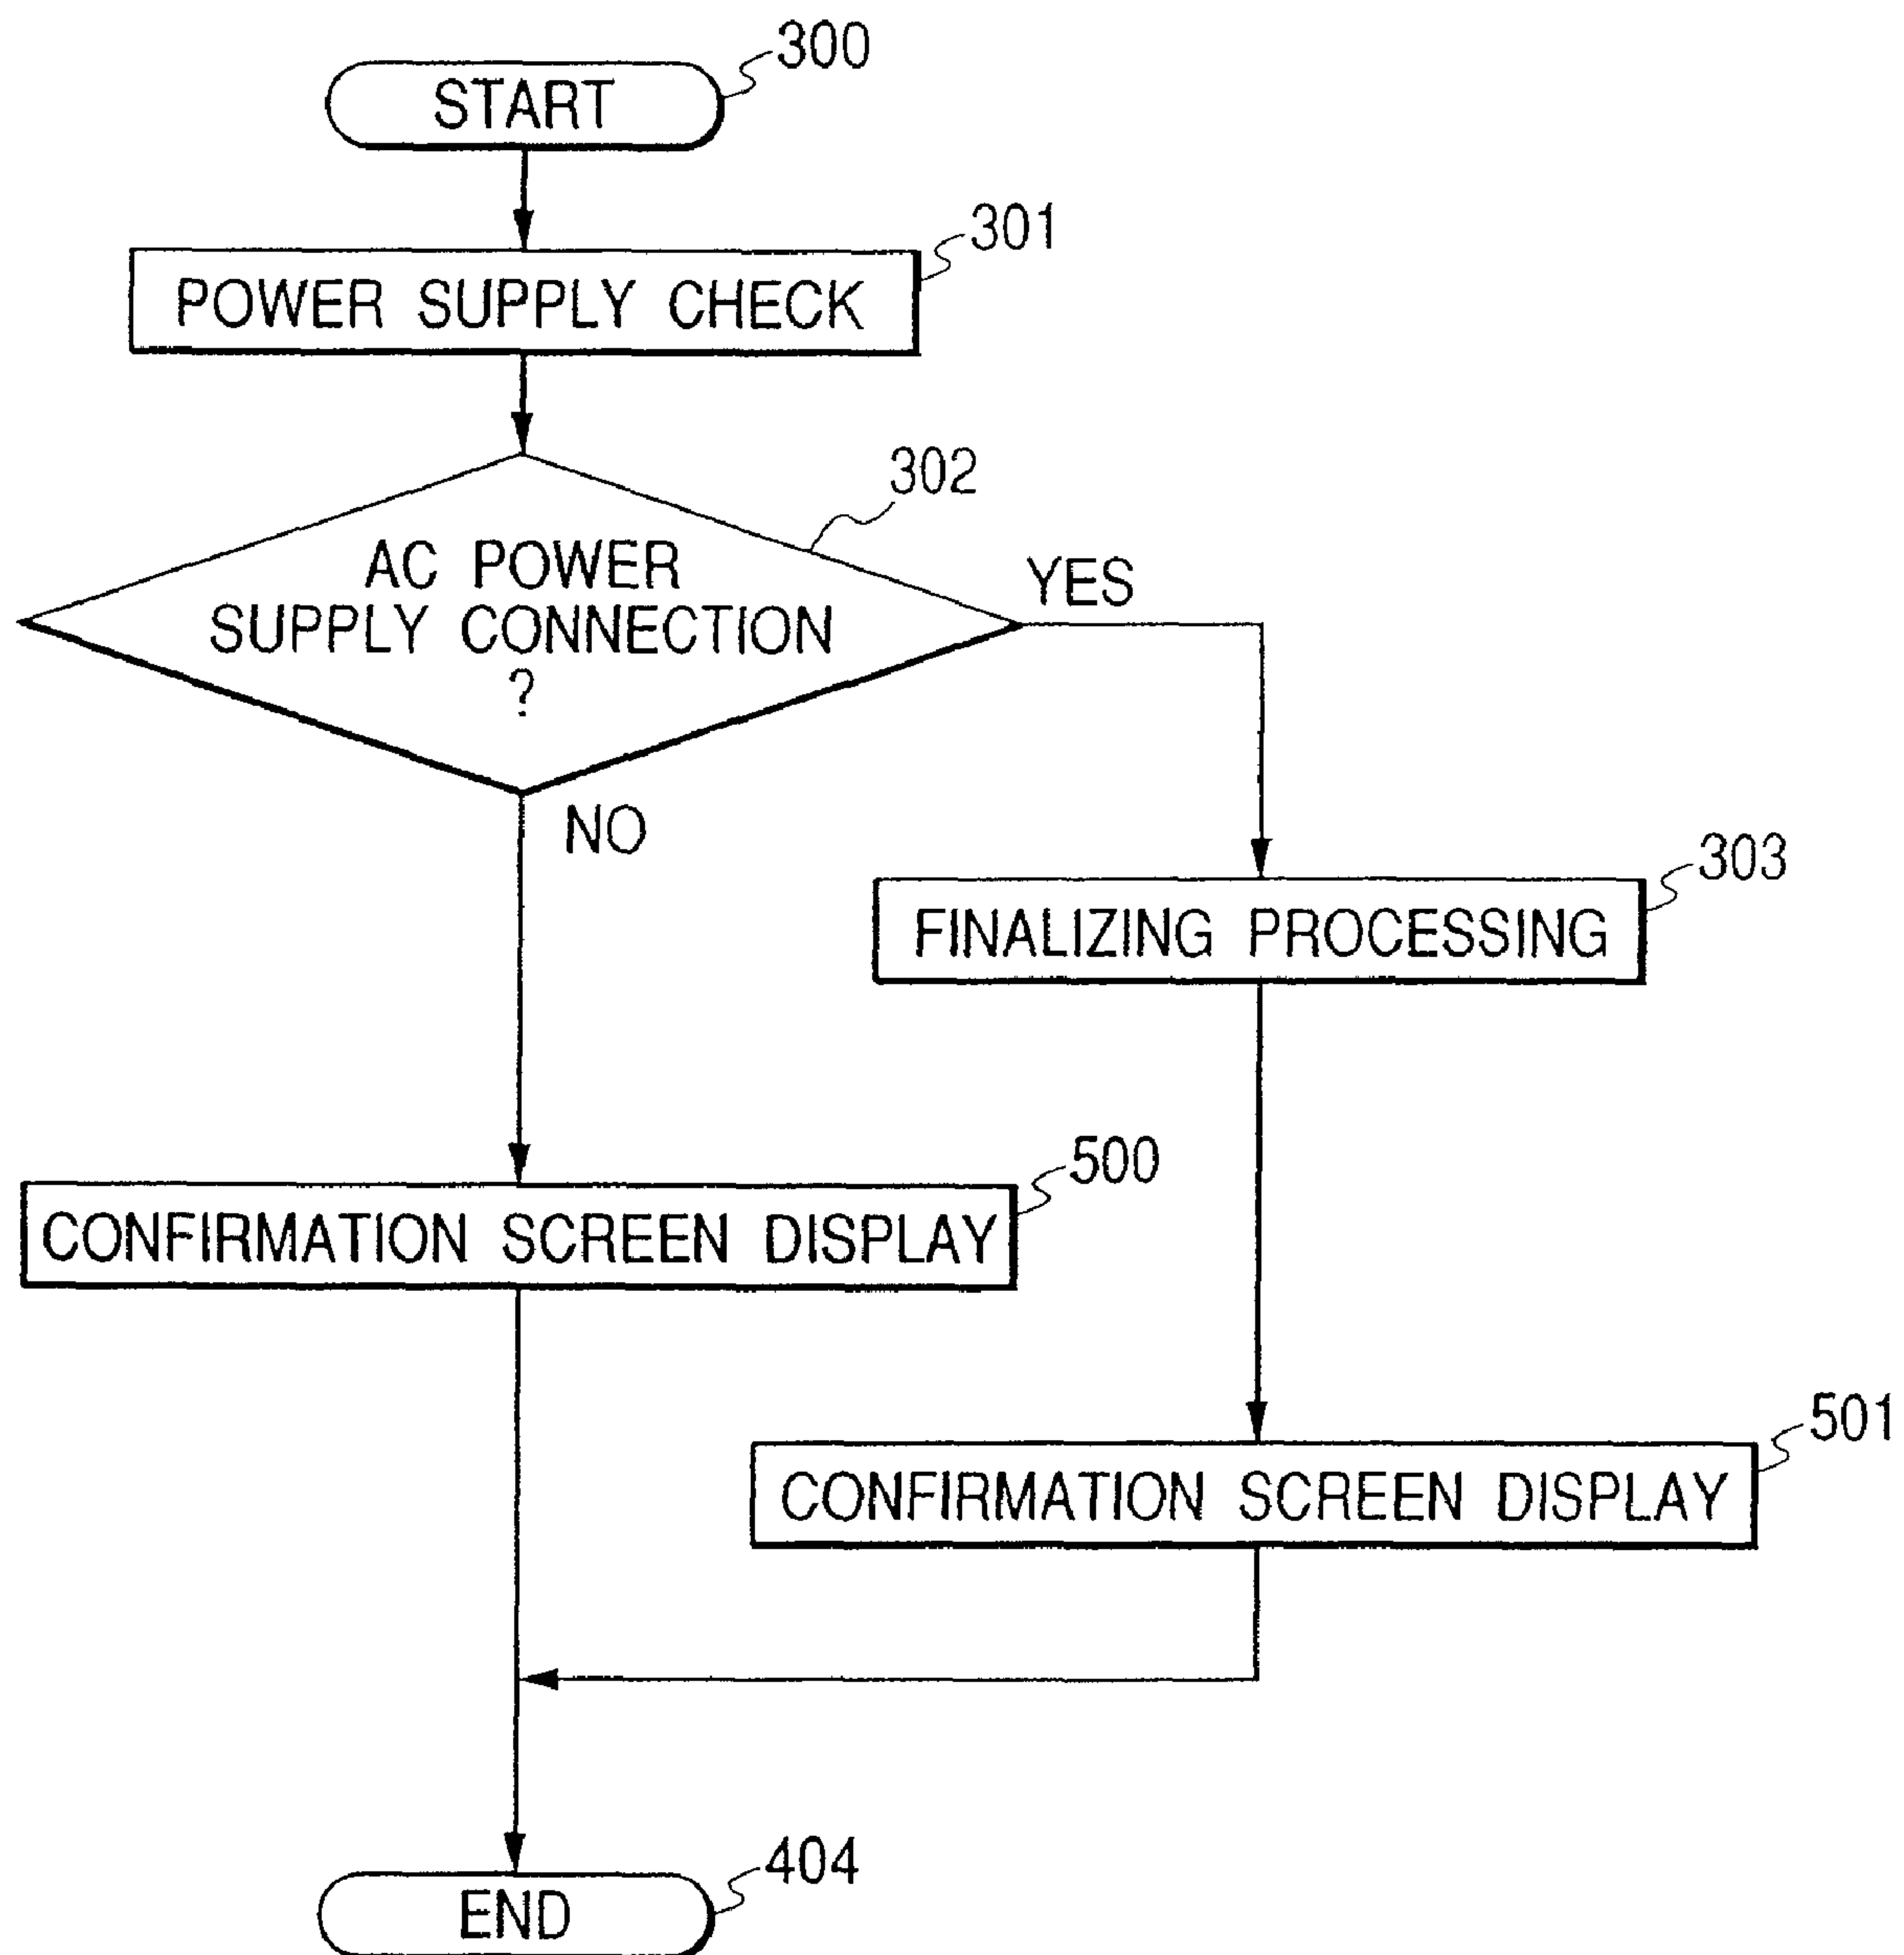 300
START
301
POWER SUPPLY CHECK
302
AC POWER
SUPPLY CONNECTION
?
YES
NO
303
FINALIZING PROCESSING
500
CONFIRMATION SCREEN DISPLAY
501
CONFIRMATION SCREEN DISPLAY
404
END